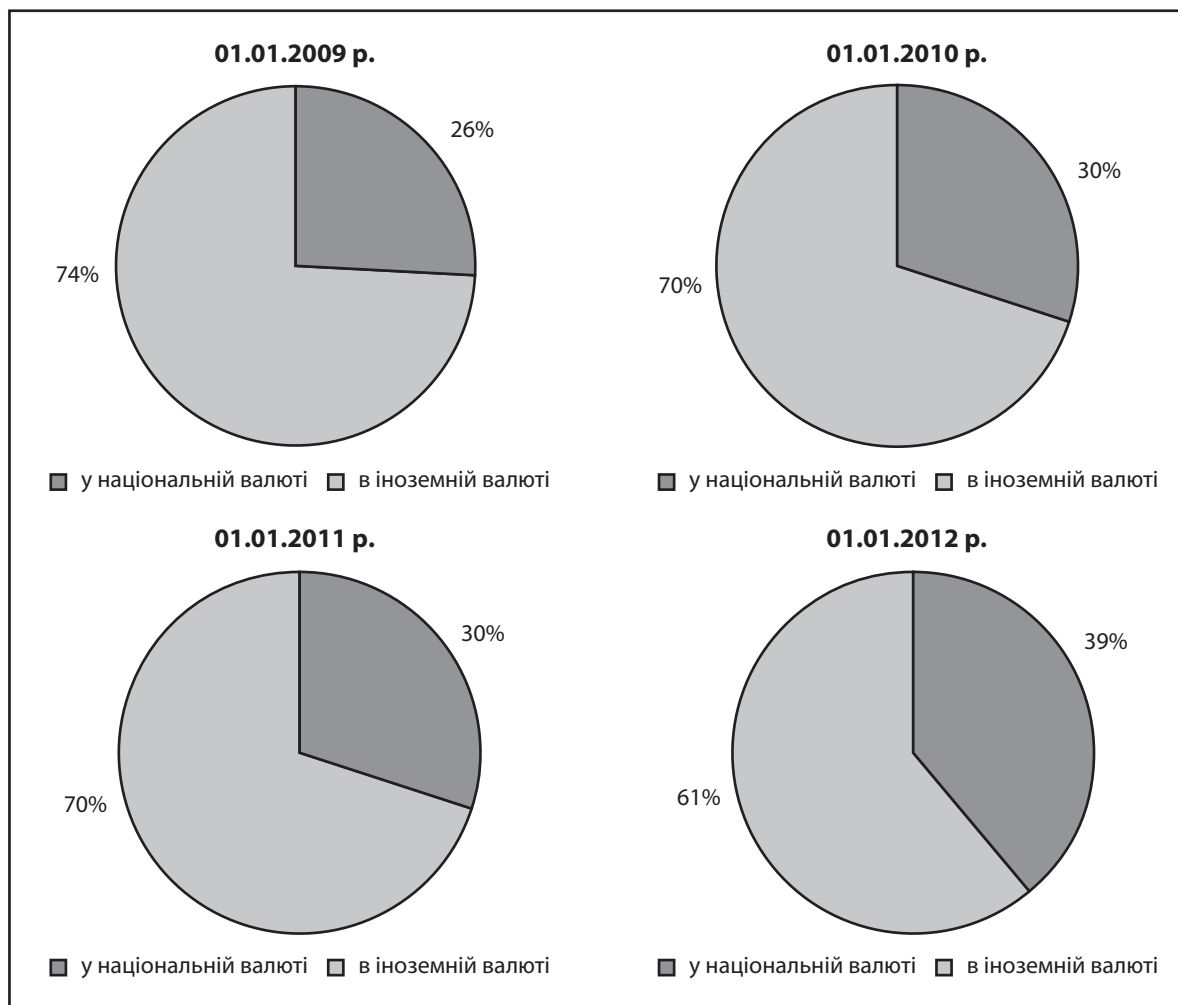 01.01.2009 р.
26%
74%
у національній валюті в іноземній валюті
01.01.2010 р.
30%
70%
у національній валюті в іноземній валюті
01.01.2011 р.
30%
70%
у національній валюті в іноземній валюті
01.01.2012 р.
39%
61%
у національній валюті в іноземній валюті